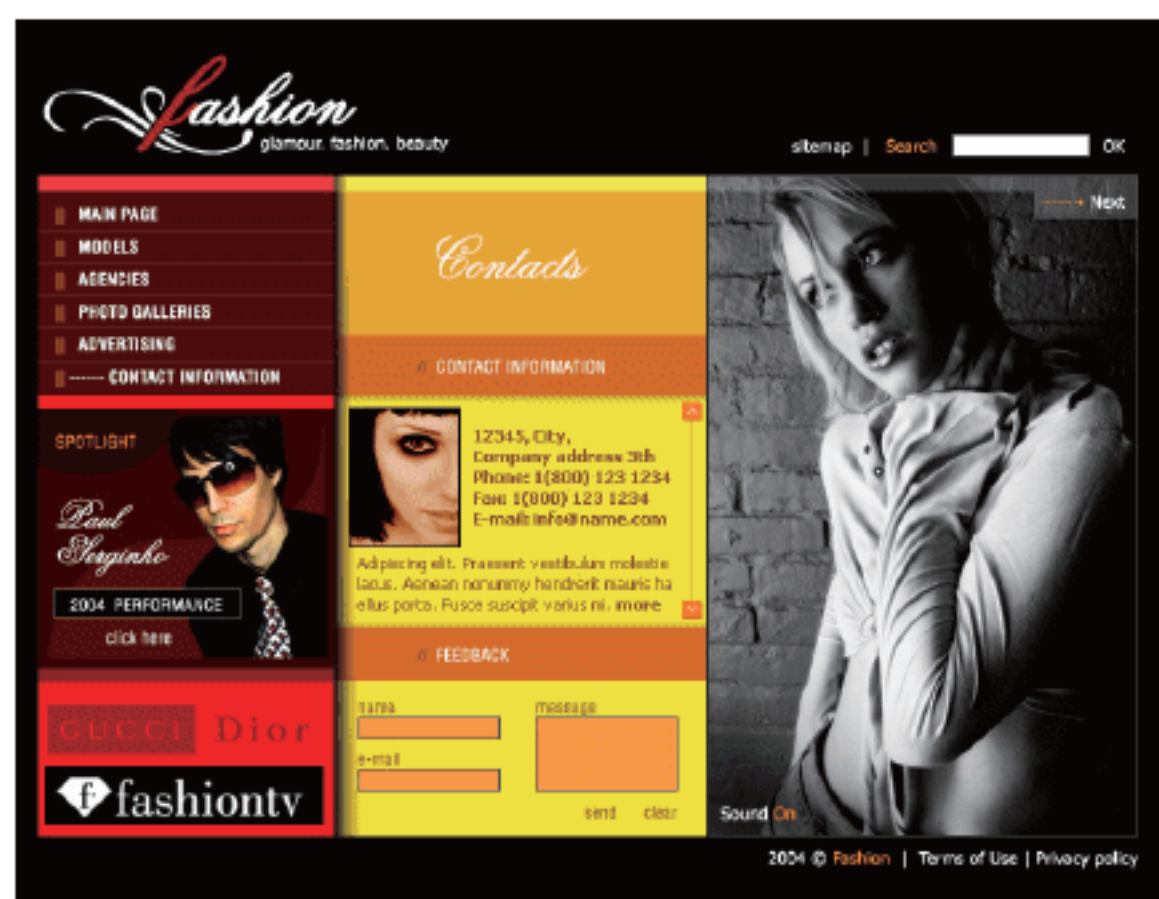 fashion
glamour. fashion. beauty
sitemap | Search OK
MAIN PAGE
MODELS
AGENCIES
PHOTO GALLERIES
ADVERTISING
------ CONTACT INFORMATION
SPOTLIGHT
Paul
Serginho
2004 PERFORMANCE
click here
GUCCI Dior
f fashiontv
Contacts
// CONTACT INFORMATION
12345, City,
Company address 3th
Phone: 1(800) 123 1234
Fax: 1(800) 123 1234
E-mail: info@name.com
Adipiscing elit. Praesent vestibulum molestie
lacus. Aenean nonummy hendrerit mauris ha
ellus porta. Fusce suscipit varius mi. more
// FEEDBACK
name
e-mail
message
send clear
Next
Sound On
2004 © Fashion | Terms of Use | Privacy policy